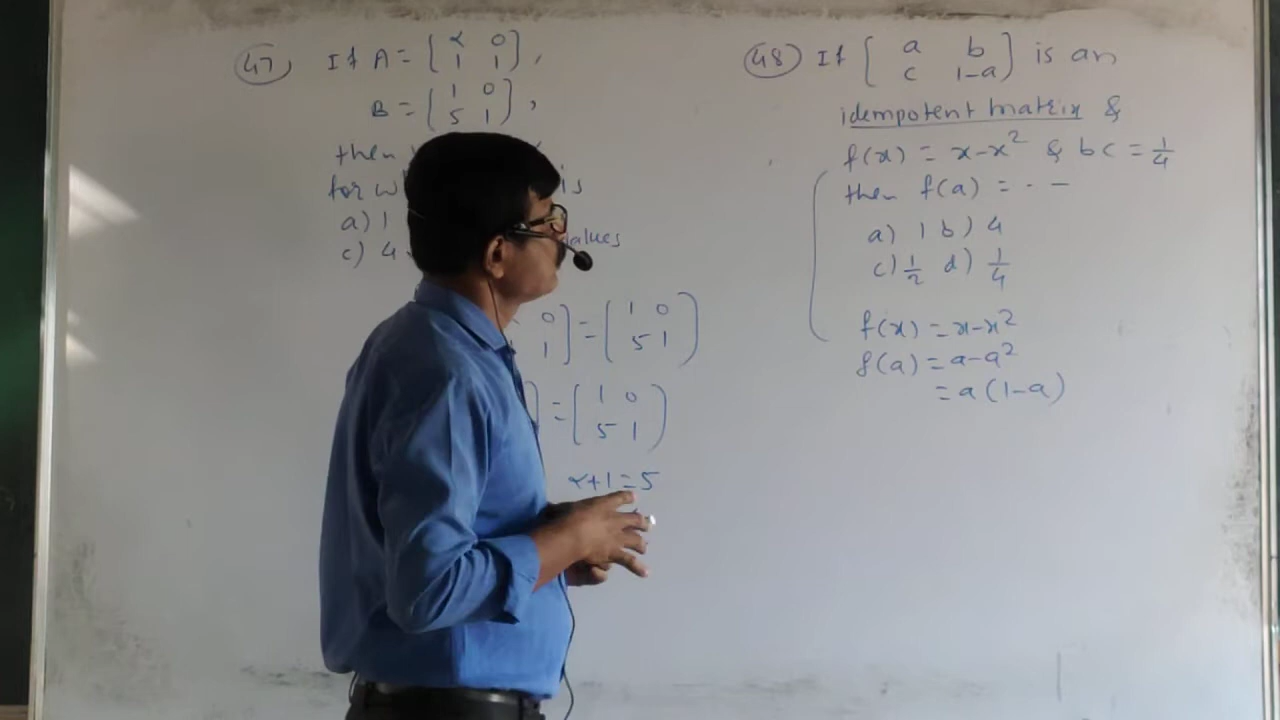 47) If A = [α 0
1 1],
B = [1 0
5 1],
then
for is
a) 1
c) 4 values
0
1] = [1 0
5 1]
] = [1 0
5 1]
α+1=5
48) If [a b
c 1-a] is an
idempotent matrix &
f(x) = x-x² & bc = 1/4
then f(a) = - -
a) 1 b) 4
c) 1/2 d) 1/4
f(x) = x-x²
f(a) = a-a²
= a(1-a)